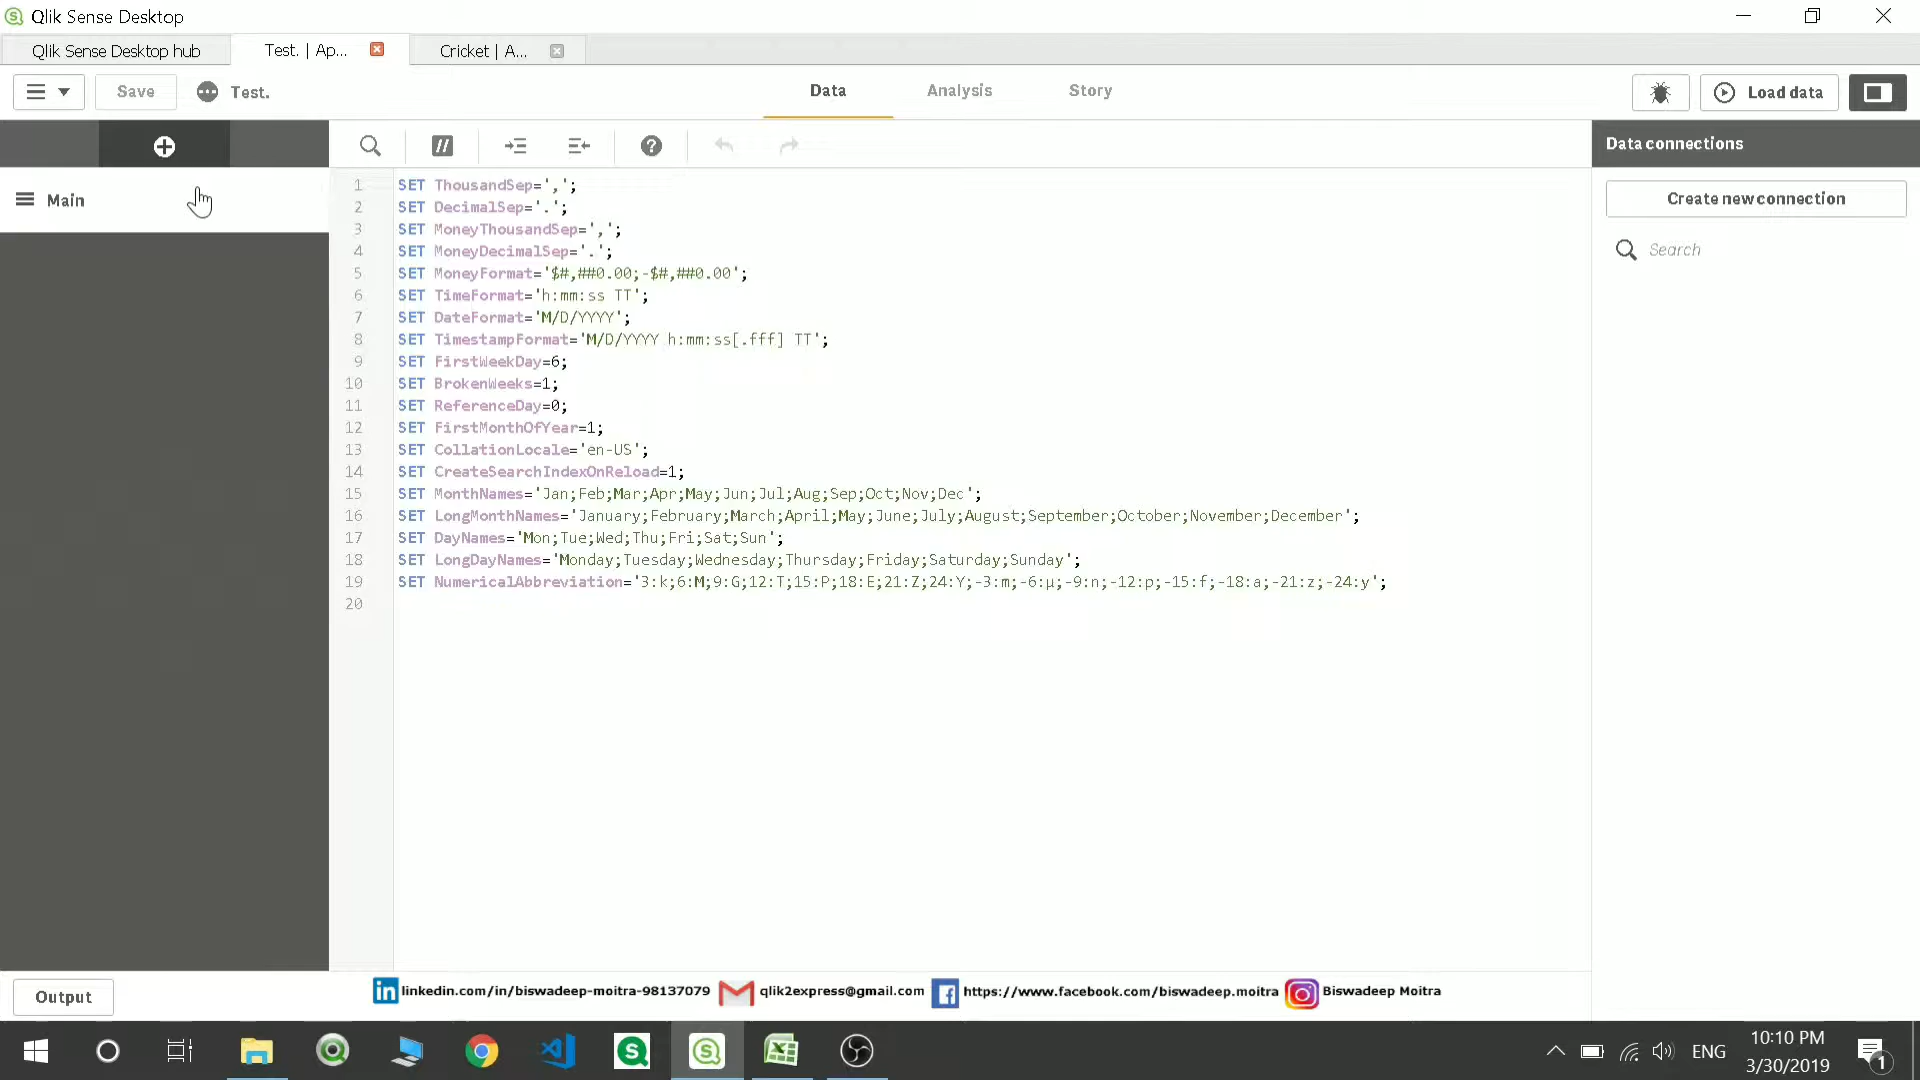 Qlik Sense Desktop
Qlik Sense Desktop hub
Test. | Ap...
Cricket | A...
Save
Test.
Data
Analysis
Story
Load data
Main
Data connections
Create new connection
Search
1 SET ThousandSep=',';
2 SET DecimalSep='.';
3 SET MoneyThousandSep=',';
4 SET MoneyDecimalSep='.';
5 SET MoneyFormat='$#,##0.00;-$#,##0.00';
6 SET TimeFormat='h:mm:ss TT';
7 SET DateFormat='M/D/YYYY';
8 SET TimestampFormat='M/D/YYYY h:mm:ss[.fff] TT';
9 SET FirstWeekDay=6;
10 SET BrokenWeeks=1;
11 SET ReferenceDay=0;
12 SET FirstMonthOfYear=1;
13 SET CollationLocale='en-US';
14 SET CreateSearchIndexOnReload=1;
15 SET MonthNames='Jan;Feb;Mar;Apr;May;Jun;Jul;Aug;Sep;Oct;Nov;Dec';
16 SET LongMonthNames='January;February;March;April;May;June;July;August;September;October;November;December';
17 SET DayNames='Mon;Tue;Wed;Thu;Fri;Sat;Sun';
18 SET LongDayNames='Monday;Tuesday;Wednesday;Thursday;Friday;Saturday;Sunday';
19 SET NumericalAbbreviation='3:k;6:M;9:G;12:T;15:P;18:E;21:Z;24:Y;-3:m;-6:μ;-9:n;-12:p;-15:f;-18:a;-21:z;-24:y';
20
Output
linkedin.com/in/biswadeep-moitra-98137079
qlik2express@gmail.com
https://www.facebook.com/biswadeep.moitra
Biswadeep Moitra
ENG
10:10 PM
3/30/2019
1